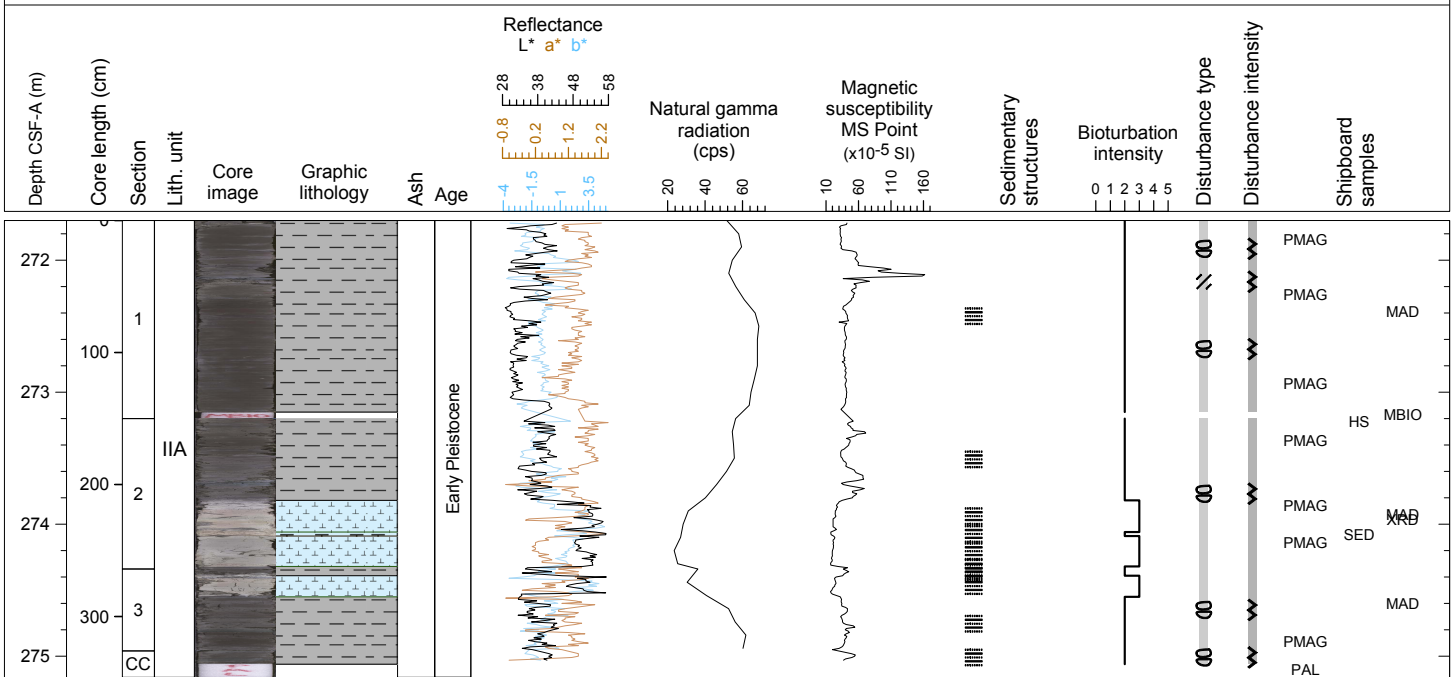 Depth CSF-A (m)
Core length (cm)
Section
Lith. unit
Core image
Graphic lithology
Ash
Age
Reflectance
L* a* b*
28 38 48 58
-0.8 0.2 1.2 2.2
-4 -1.5 1 3.5
Natural gamma radiation (cps)
20 40 60
Magnetic susceptibility MS Point (x10-5 SI)
10 60 110 160
Sedimentary structures
Bioturbation intensity
0 1 2 3 4 5
Disturbance type
Disturbance intensity
Shipboard samples
0
272
100
273
200
274
300
275
1
2
3
CC
IIA
Early Pleistocene
PMAG
PMAG
MAD
PMAG
MBIO
HS
PMAG
PMAG
MAD
XRD
SED
PMAG
MAD
PMAG
PAL